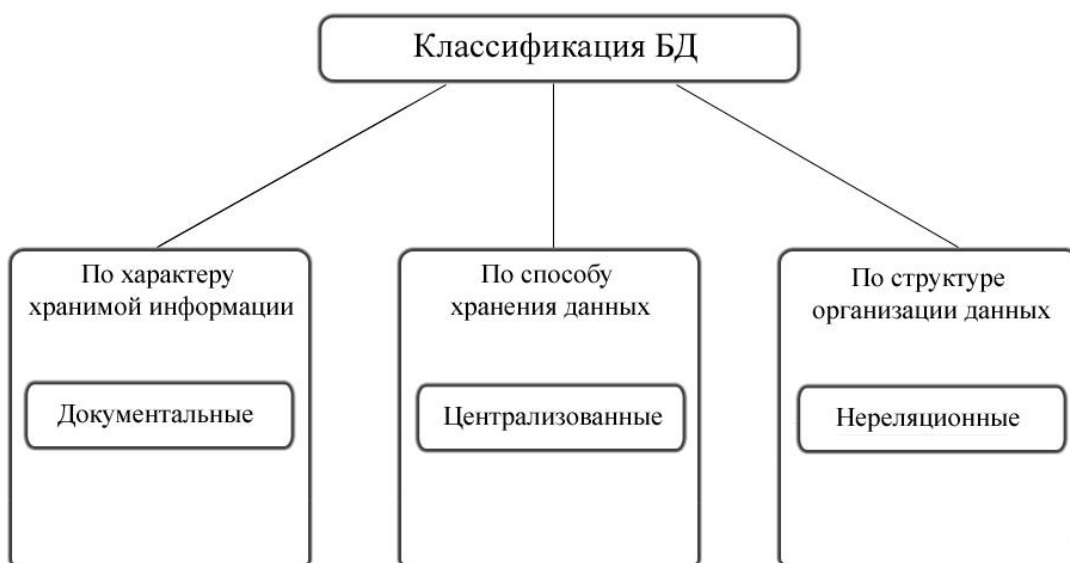 Классификация БД
По характеру
хранимой информации
Документальные
По способу
хранения данных
Централизованные
По структуре
организации данных
Нереляционные